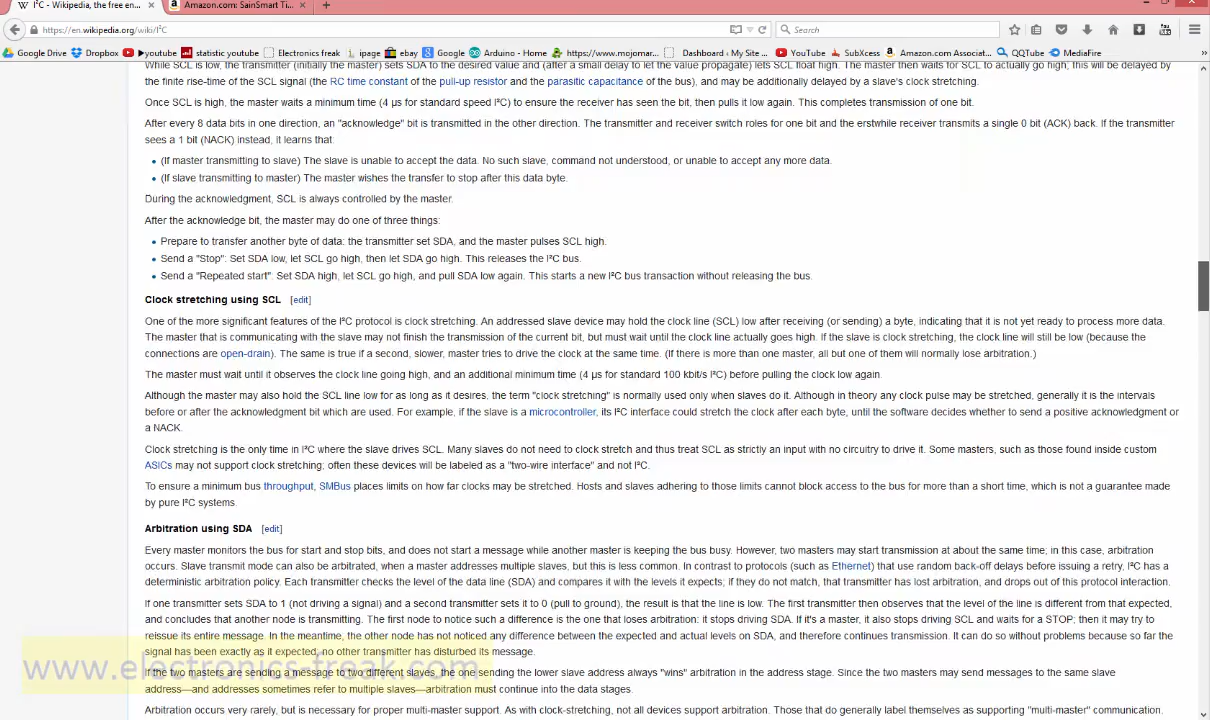 W I²C - Wikipedia, the free en... ×
a Amazon.com: SainSmart Ti... ×
https://en.wikipedia.org/wiki/I²C
Search
Google Drive Dropbox youtube statistic youtube Electronics freak ipage ebay Google Arduino - Home https://www.mojomar... Dashboard ‹ My Site ... YouTube SubXcess Amazon.com Associat... QQTube MediaFire
While SCL is low, the transmitter (initially the master) sets SDA to the desired value and (after a small delay to let the value propagate) lets SCL float high. The master then waits for SCL to actually go high; this will be delayed by
the finite rise-time of the SCL signal (the RC time constant of the pull-up resistor and the parasitic capacitance of the bus), and may be additionally delayed by a slave's clock stretching.
Once SCL is high, the master waits a minimum time (4 µs for standard speed I²C) to ensure the receiver has seen the bit, then pulls it low again. This completes transmission of one bit.
After every 8 data bits in one direction, an "acknowledge" bit is transmitted in the other direction. The transmitter and receiver switch roles for one bit and the erstwhile receiver transmits a single 0 bit (ACK) back. If the transmitter
sees a 1 bit (NACK) instead, it learns that:
• (If master transmitting to slave) The slave is unable to accept the data. No such slave, command not understood, or unable to accept any more data.
• (If slave transmitting to master) The master wishes the transfer to stop after this data byte.
During the acknowledgment, SCL is always controlled by the master.
After the acknowledge bit, the master may do one of three things:
• Prepare to transfer another byte of data: the transmitter set SDA, and the master pulses SCL high.
• Send a "Stop": Set SDA low, let SCL go high, then let SDA go high. This releases the I²C bus.
• Send a "Repeated start": Set SDA high, let SCL go high, and pull SDA low again. This starts a new I²C bus transaction without releasing the bus.
Clock stretching using SCL [edit]
One of the more significant features of the I²C protocol is clock stretching. An addressed slave device may hold the clock line (SCL) low after receiving (or sending) a byte, indicating that it is not yet ready to process more data.
The master that is communicating with the slave may not finish the transmission of the current bit, but must wait until the clock line actually goes high. If the slave is clock stretching, the clock line will still be low (because the
connections are open-drain). The same is true if a second, slower, master tries to drive the clock at the same time. (If there is more than one master, all but one of them will normally lose arbitration.)
The master must wait until it observes the clock line going high, and an additional minimum time (4 µs for standard 100 kbit/s I²C) before pulling the clock low again.
Although the master may also hold the SCL line low for as long as it desires, the term "clock stretching" is normally used only when slaves do it. Although in theory any clock pulse may be stretched, generally it is the intervals
before or after the acknowledgment bit which are used. For example, if the slave is a microcontroller, its I²C interface could stretch the clock after each byte, until the software decides whether to send a positive acknowledgment or
a NACK.
Clock stretching is the only time in I²C where the slave drives SCL. Many slaves do not need to clock stretch and thus treat SCL as strictly an input with no circuitry to drive it. Some masters, such as those found inside custom
ASICs may not support clock stretching; often these devices will be labeled as a "two-wire interface" and not I²C.
To ensure a minimum bus throughput, SMBus places limits on how far clocks may be stretched. Hosts and slaves adhering to those limits cannot block access to the bus for more than a short time, which is not a guarantee made
by pure I²C systems.
Arbitration using SDA [edit]
Every master monitors the bus for start and stop bits, and does not start a message while another master is keeping the bus busy. However, two masters may start transmission at about the same time; in this case, arbitration
occurs. Slave transmit mode can also be arbitrated, when a master addresses multiple slaves, but this is less common. In contrast to protocols (such as Ethernet) that use random back-off delays before issuing a retry, I²C has a
deterministic arbitration policy. Each transmitter checks the level of the data line (SDA) and compares it with the levels it expects; if they do not match, that transmitter has lost arbitration, and drops out of this protocol interaction.
If one transmitter sets SDA to 1 (not driving a signal) and a second transmitter sets it to 0 (pull to ground), the result is that the line is low. The first transmitter then observes that the level of the line is different from that expected,
and concludes that another node is transmitting. The first node to notice such a difference is the one that loses arbitration: it stops driving SDA. If it's a master, it also stops driving SCL and waits for a STOP; then it may try to
reissue its entire message. In the meantime, the other node has not noticed any difference between the expected and actual levels on SDA, and therefore continues transmission. It can do so without problems because so far the
signal has been exactly as it expected; no other transmitter has disturbed its message.
www.electronics-freak.com
If the two masters are sending a message to two different slaves, the one sending the lower slave address always "wins" arbitration in the address stage. Since the two masters may send messages to the same slave
address—and addresses sometimes refer to multiple slaves—arbitration must continue into the data stages.
Arbitration occurs very rarely, but is necessary for proper multi-master support. As with clock-stretching, not all devices support arbitration. Those that do generally label themselves as supporting "multi-master" communication.